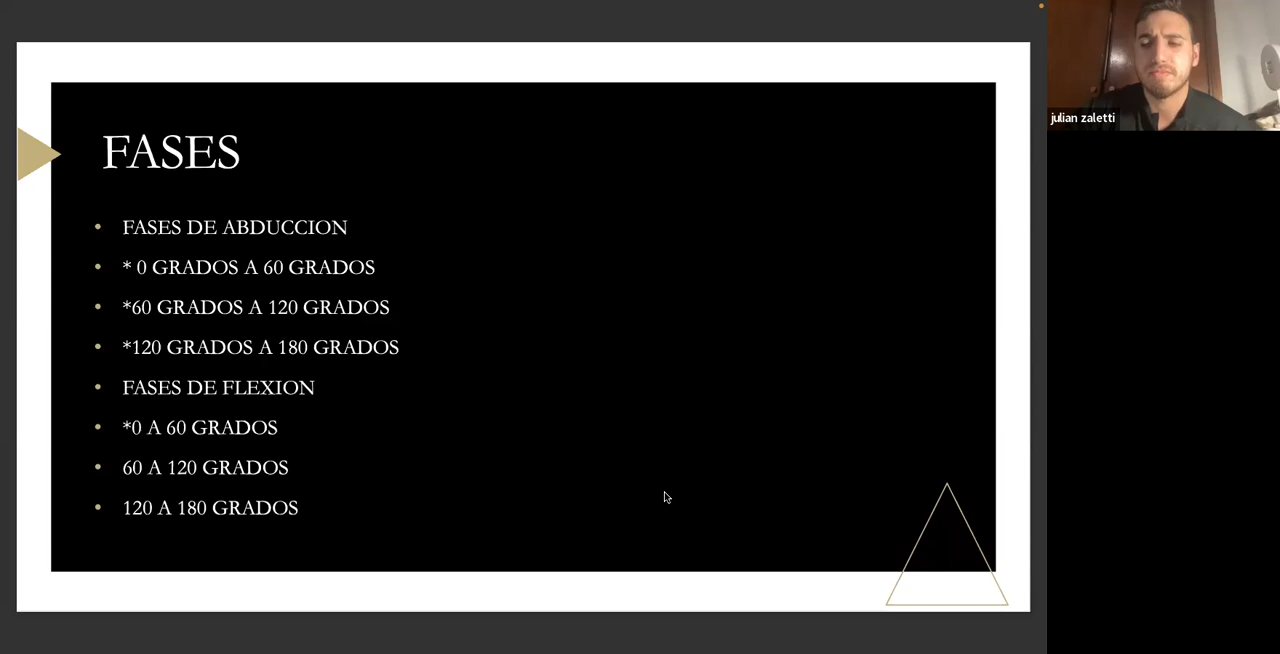 FASES
• FASES DE ABDUCCION
• * 0 GRADOS A 60 GRADOS
• *60 GRADOS A 120 GRADOS
• *120 GRADOS A 180 GRADOS
• FASES DE FLEXION
• *0 A 60 GRADOS
• 60 A 120 GRADOS
• 120 A 180 GRADOS
julian zaletti